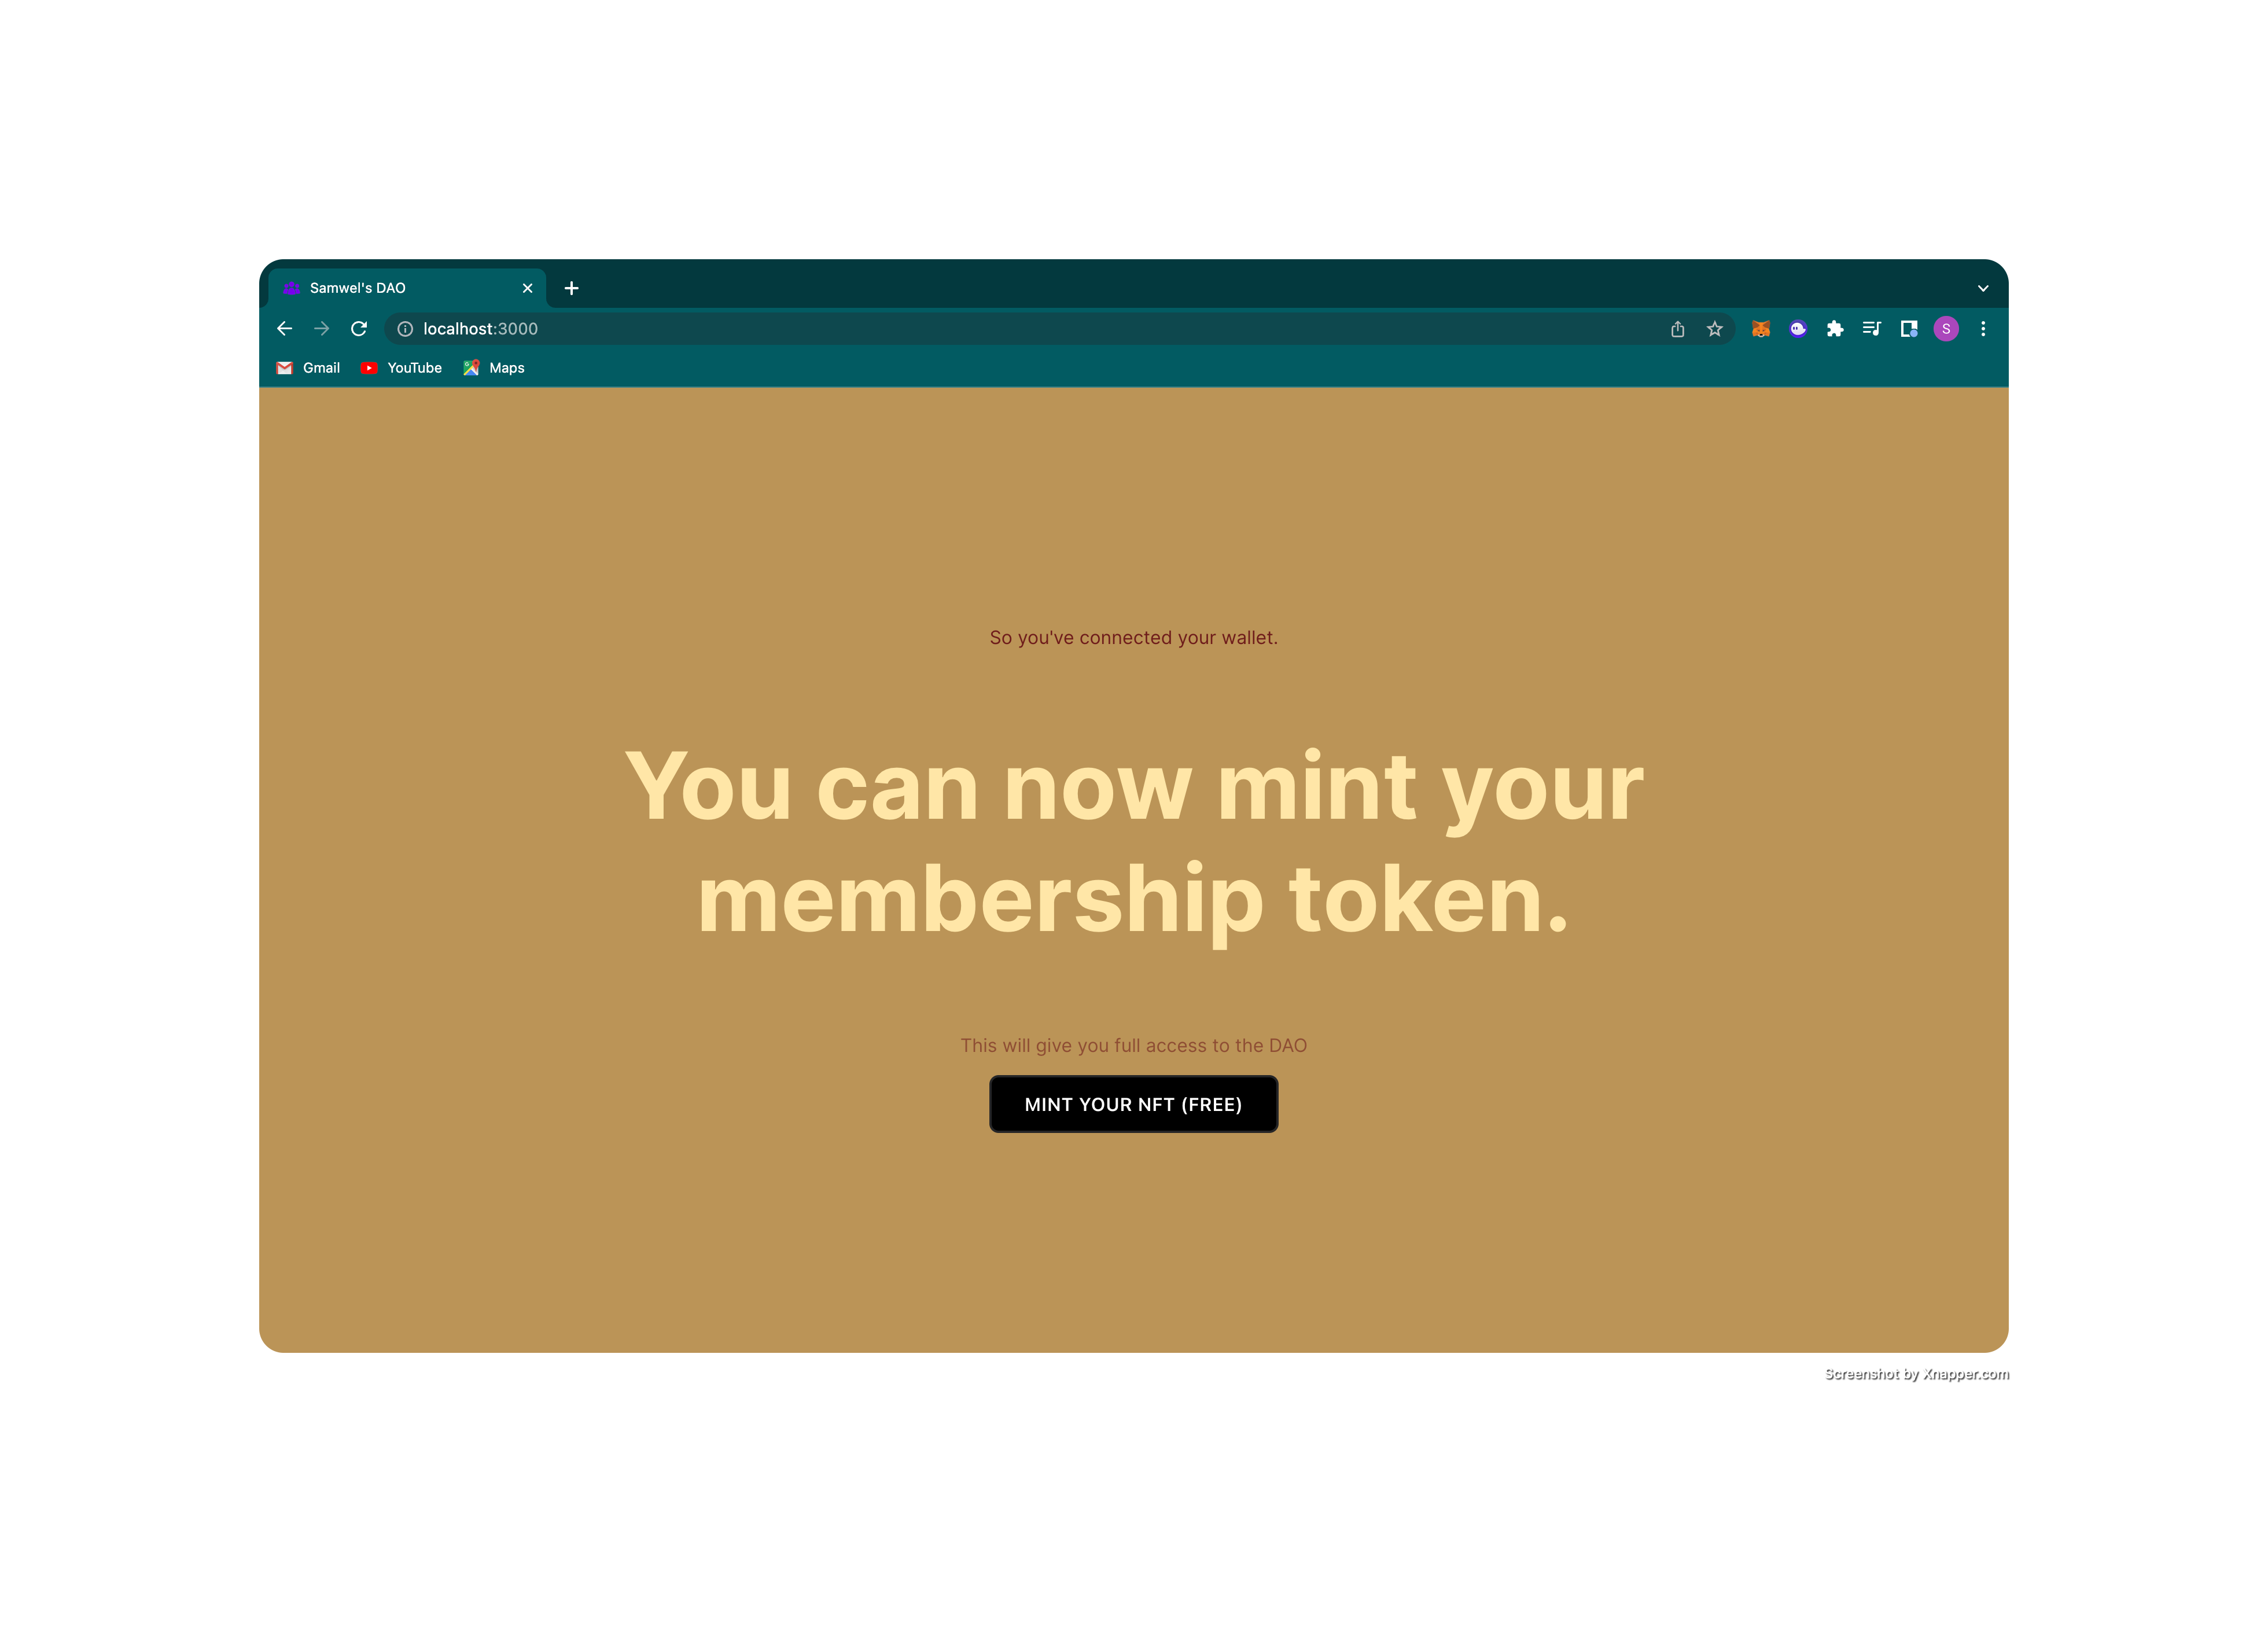 Samwel's DAO
localhost:3000
S
Gmail YouTube Maps
So you've connected your wallet.
You can now mint your
membership token.
This will give you full access to the DAO
MINT YOUR NFT (FREE)
Screenshot by Xnapper.com